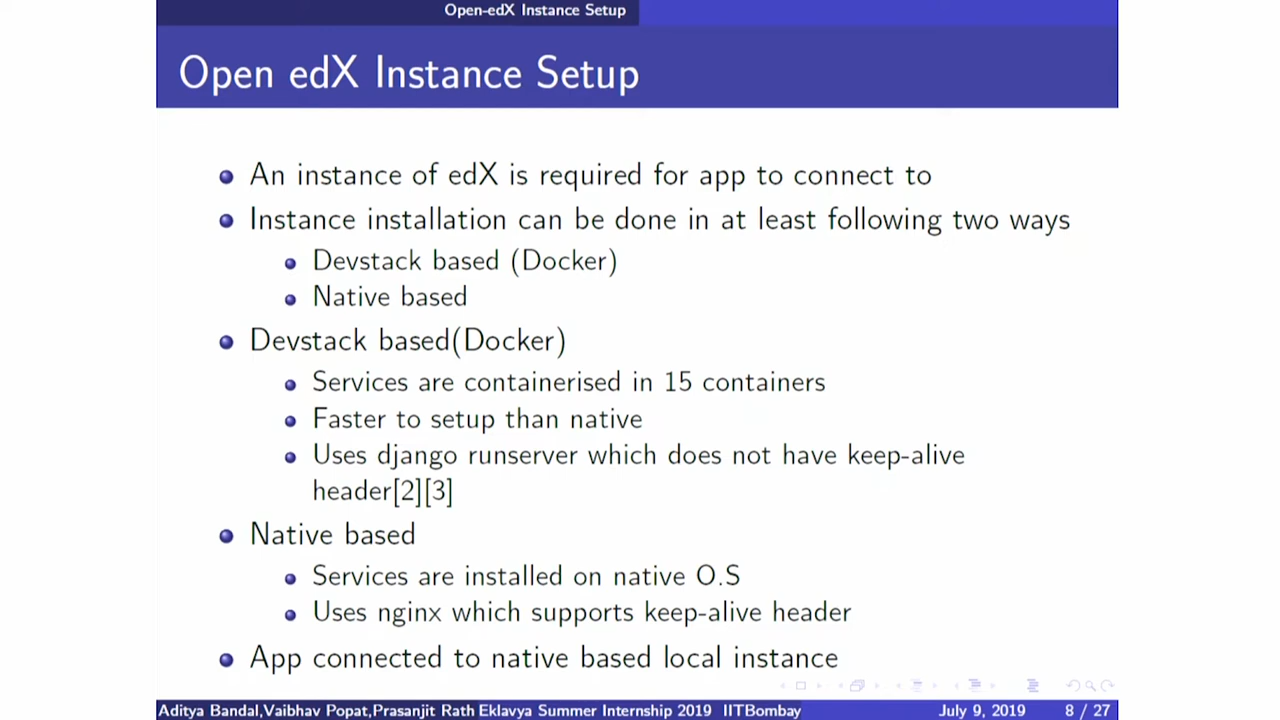 Open-edX Instance Setup
Open edX Instance Setup
An instance of edX is required for app to connect to
Instance installation can be done in at least following two ways
Devstack based (Docker)
Native based
Devstack based(Docker)
Services are containerised in 15 containers
Faster to setup than native
Uses django runserver which does not have keep-alive
header[2][3]
Native based
Services are installed on native O.S
Uses nginx which supports keep-alive header
App connected to native based local instance
Aditya Bandal,Vaibhav Popat,Prasanjit Rath Eklavya Summer Internship 2019 IITBombay July 9, 2019 8 / 27